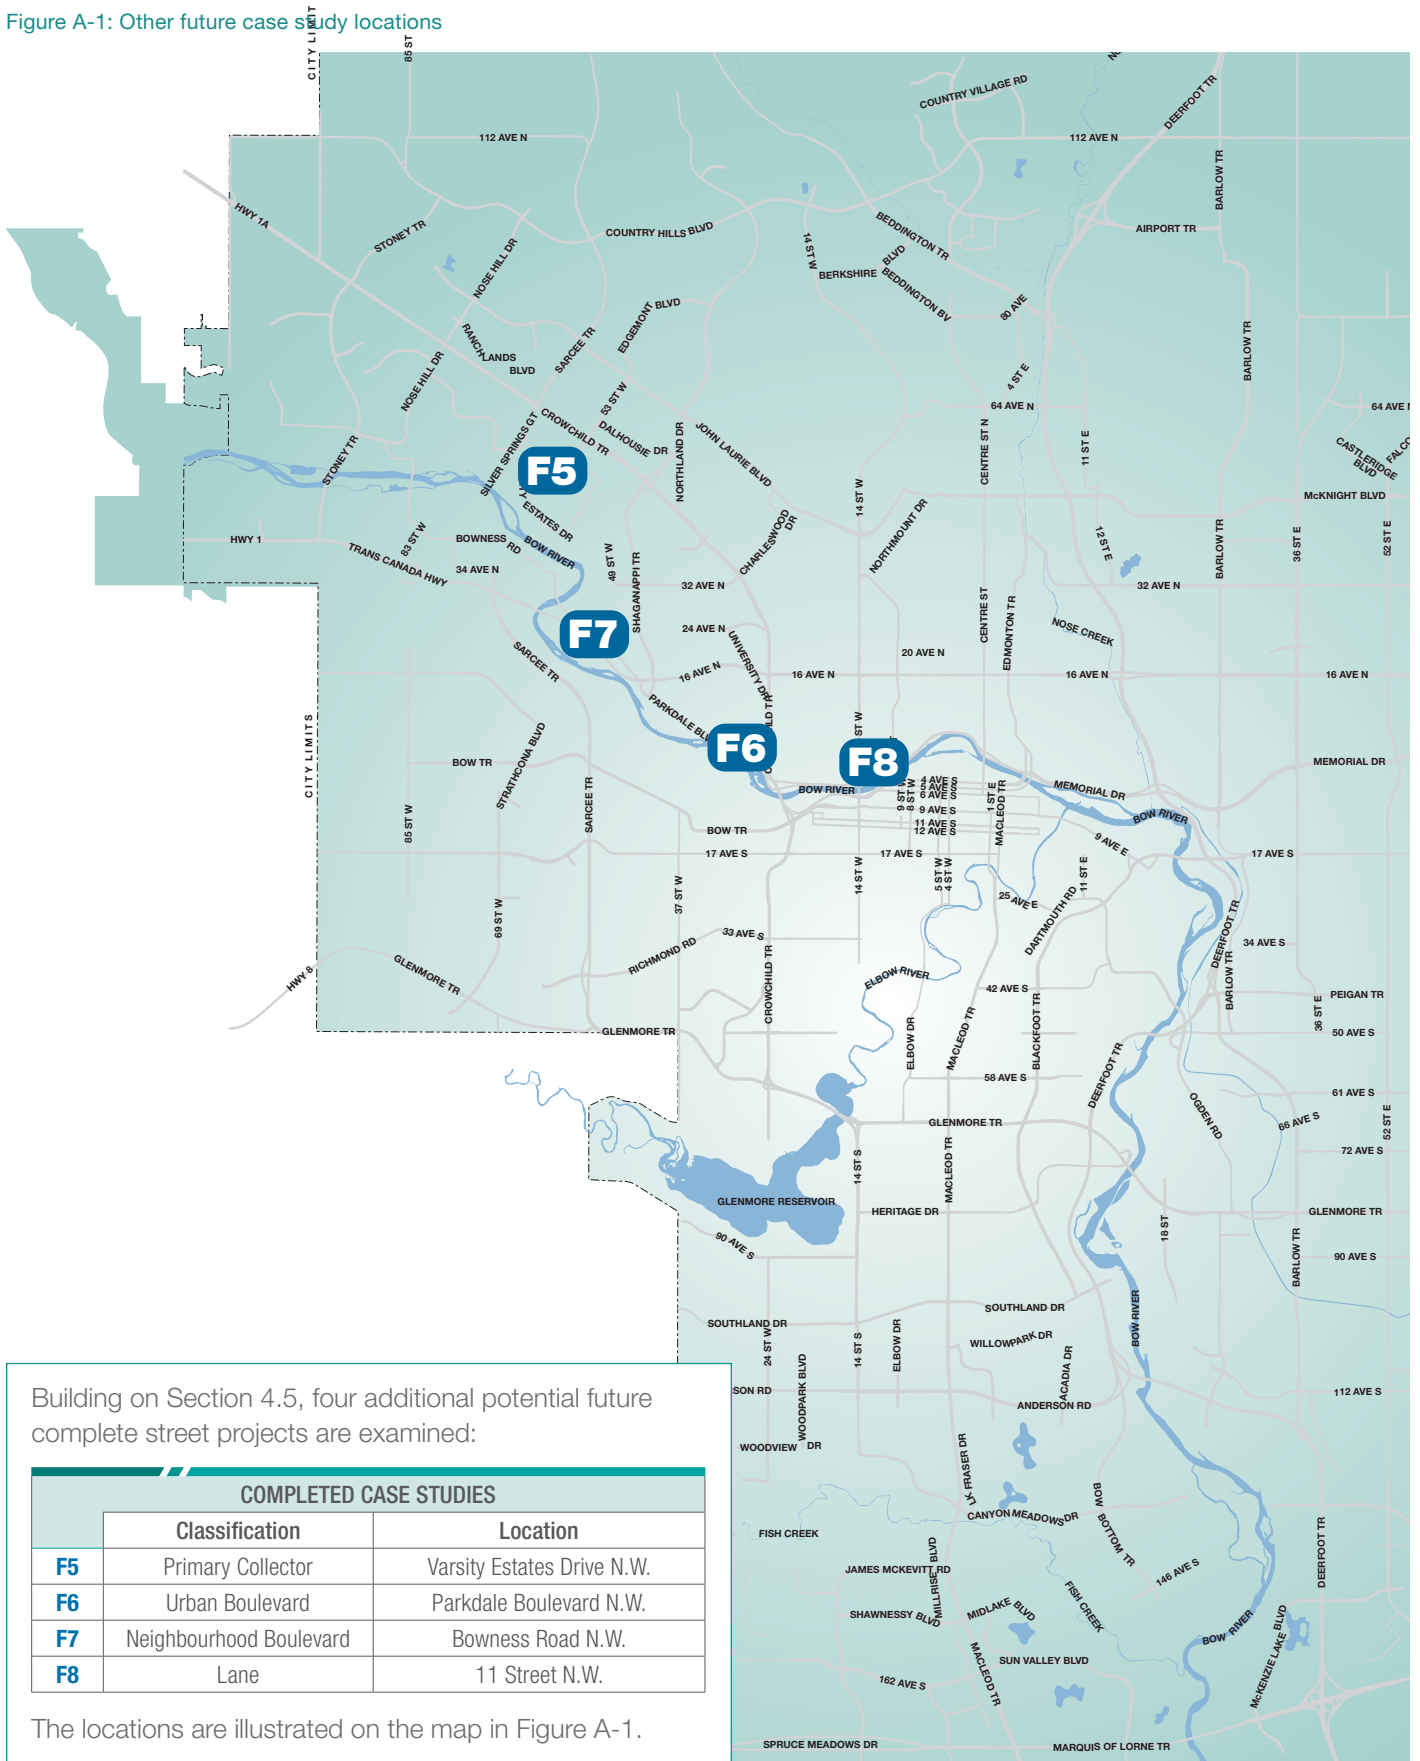 Figure A-1: Other future case study locations
CITY LIMIT
85 ST
COUNTRY VILLAGE RD
DEERFOOT TR
112 AVE N
112 AVE N
BARLOW TR
HWY 1A
STONEY TR
NOSE HILL DR
COUNTRY HILLS BLVD
14 ST W
BEDDINGTON TR
AIRPORT TR
BERKSHIRE BLVD
BEDDINGTON BV
80 AVE
EDGEMONT BLVD
SARCEE TR
RANCH LANDS BLVD
BARLOW TR
NOSE HILL DR
53 ST W
4 ST E
64 AVE N
64 AVE N
CROWCHILD TR
DALHOUSIE DR
NORTHLAND DR
JOHN LAURIE BLVD
CENTRE ST N
11 ST E
CASTLERIDGE BLVD
FALCO
STONEY TR
SILVER SPRINGS GT
F5
Y ESTATES DR
14 ST W
McKNIGHT BLVD
HWY 1
83 ST W
BOWNESS RD
BOW RIVER
CHARLESWOOD DR
NORTHMOUNT DR
12 ST E
BARLOW TR
36 ST E
52 ST E
TRANS CANADA HWY
34 AVE N
49 ST W
SHAGANAPPI TR
32 AVE N
32 AVE N
CENTRE ST
EDMONTON TR
NOSE CREEK
F7
24 AVE N
UNIVERSITY DR
20 AVE N
SARCEE TR
16 AVE N
16 AVE N
16 AVE N
16 AVE N
CITY LIMITS
PARKDALE BLV
ILD TR
ST W
F6
F8
BOW TR
STRATHCONA BLVD
MEMORIAL DR
SARCEE TR
BOW RIVER
9 ST W
8 ST W
4 AVE S
5 AVE S
6 AVE S
9 AVE S
11 AVE S
12 AVE S
1 ST E
MACLEOD TR
MEMORIAL DR
BOW RIVER
85 ST W
BOW TR
17 AVE S
17 AVE S
9 AVE E
17 AVE S
37 ST W
14 ST W
5 ST W
4 ST W
11 ST E
69 ST W
25 AVE E
DARTMOUTH RD
33 AVE S
RICHMOND RD
DEERFOOT TR
34 AVE S
HWY 8
GLENMORE TR
CROWCHILD TR
ELBOW RIVER
42 AVE S
BARLOW TR
PEIGAN TR
36 ST E
GLENMORE TR
ELBOW DR
MACLEOD TR
BLACKFOOT TR
50 AVE S
58 AVE S
DEERFOOT TR
61 AVE S
OGDEN RD
66 AVE S
52 ST E
GLENMORE TR
72 AVE S
14 ST S
MACLEOD TR
GLENMORE RESERVOIR
HERITAGE DR
GLENMORE TR
18 ST
90 AVE S
BARLOW TR
90 AVE S
SOUTHLAND DR
BOW RIVER
SOUTHLAND DR
24 ST W
14 ST S
ELBOW DR
WILLOWPARK DR
ACADIA DR
SON RD
WOODPARK BLVD
ANDERSON RD
112 AVE S
WOODVIEW DR
LK FRASER DR
BOW BOTTOM TR
FISH CREEK
CANYON MEADOWS DR
DEERFOOT TR
JAMES MCKEVITT RD
MILLRISE BLVD
146 AVE S
SHAWNESSY BLVD
MIDLAKE BLVD
FISH CREEK
BOW RIVER
McKENZIE LAKE BLVD
162 AVE S
MACLEOD TR
SUN VALLEY BLVD
SPRUCE MEADOWS DR
MARQUIS OF LORNE TR
Building on Section 4.5, four additional potential future
complete street projects are examined:
COMPLETED CASE STUDIES
Classification Location
F5 Primary Collector Varsity Estates Drive N.W.
F6 Urban Boulevard Parkdale Boulevard N.W.
F7 Neighbourhood Boulevard Bowness Road N.W.
F8 Lane 11 Street N.W.
The locations are illustrated on the map in Figure A-1.